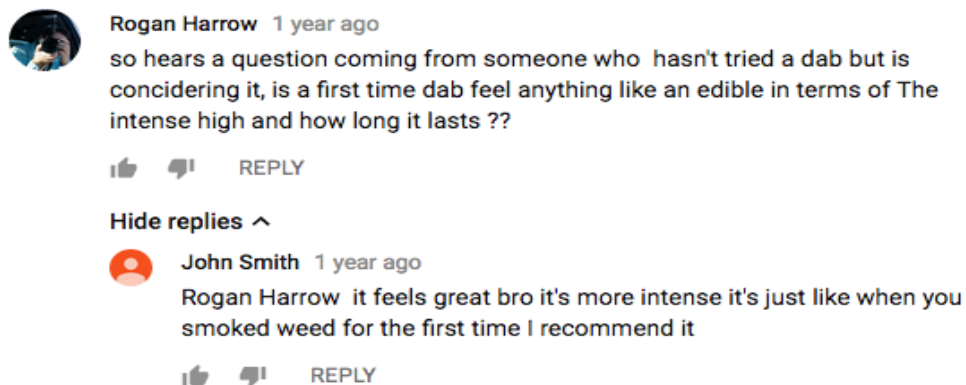 Rogan Harrow 1 year ago
so hears a question coming from someone who hasn't tried a dab but is
concidering it, is a first time dab feel anything like an edible in terms of The
intense high and how long it lasts ??
REPLY
Hide replies
John Smith 1 year ago
Rogan Harrow it feels great bro it's more intense it's just like when you
smoked weed for the first time I recommend it
REPLY